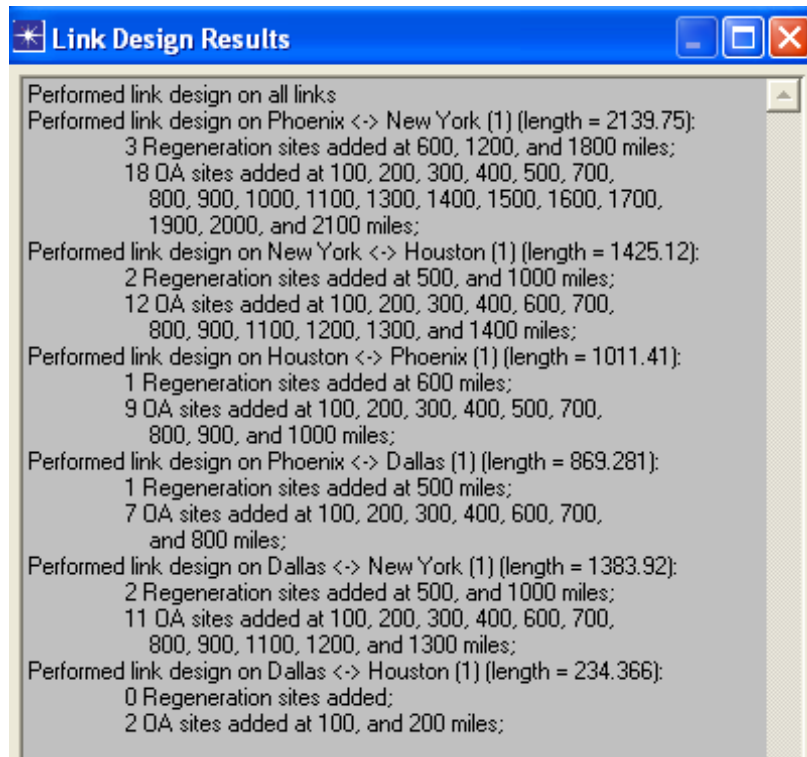 Link Design Results
Performed link design on all links
Performed link design on Phoenix <-> New York (1) (length = 2139.75):
3 Regeneration sites added at 600, 1200, and 1800 miles;
18 OA sites added at 100, 200, 300, 400, 500, 700,
800, 900, 1000, 1100, 1300, 1400, 1500, 1600, 1700,
1900, 2000, and 2100 miles;
Performed link design on New York <-> Houston (1) (length = 1425.12):
2 Regeneration sites added at 500, and 1000 miles;
12 OA sites added at 100, 200, 300, 400, 600, 700,
800, 900, 1100, 1200, 1300, and 1400 miles;
Performed link design on Houston <-> Phoenix (1) (length = 1011.41):
1 Regeneration sites added at 600 miles;
9 OA sites added at 100, 200, 300, 400, 500, 700,
800, 900, and 1000 miles;
Performed link design on Phoenix <-> Dallas (1) (length = 869.281):
1 Regeneration sites added at 500 miles;
7 OA sites added at 100, 200, 300, 400, 600, 700,
and 800 miles;
Performed link design on Dallas <-> New York (1) (length = 1383.92):
2 Regeneration sites added at 500, and 1000 miles;
11 OA sites added at 100, 200, 300, 400, 600, 700,
800, 900, 1100, 1200, and 1300 miles;
Performed link design on Dallas <-> Houston (1) (length = 234.366):
0 Regeneration sites added;
2 OA sites added at 100, and 200 miles;